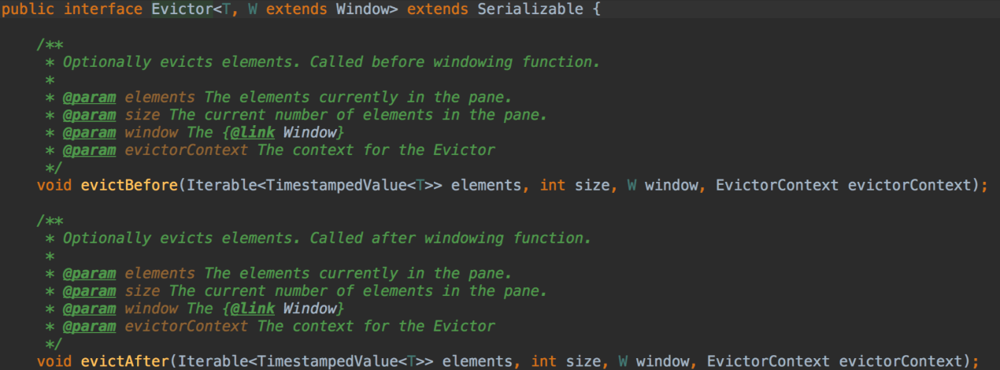 public interface Evictor<T, W extends Window> extends Serializable {
/**
* Optionally evicts elements. Called before windowing function.
*
* @param elements The elements currently in the pane.
* @param size The current number of elements in the pane.
* @param window The {@link Window}
* @param evictorContext The context for the Evictor
*/
void evictBefore(Iterable<TimestampedValue<T>> elements, int size, W window, EvictorContext evictorContext);
/**
* Optionally evicts elements. Called after windowing function.
*
* @param elements The elements currently in the pane.
* @param size The current number of elements in the pane.
* @param window The {@link Window}
* @param evictorContext The context for the Evictor
*/
void evictAfter(Iterable<TimestampedValue<T>> elements, int size, W window, EvictorContext evictorContext);